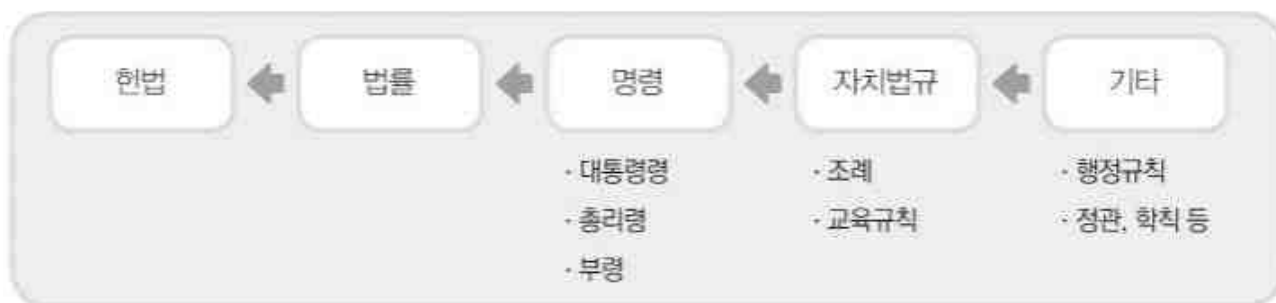 헌법 법률 명령 자치법규 기타
· 대통령령 · 조례 · 행정규칙
· 총리령 · 교육규칙 · 정관, 학칙 등
· 부령